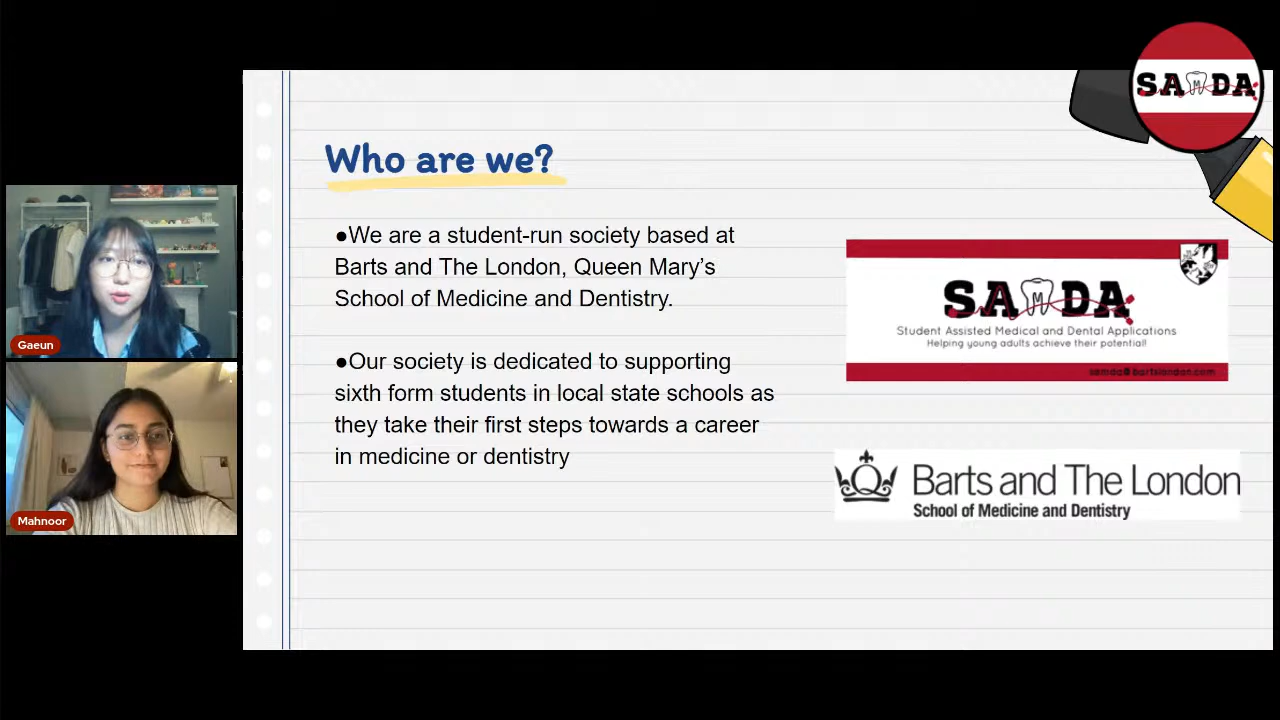 SAMDA
Who are we?
●We are a student-run society based at
Barts and The London, Queen Mary’s
School of Medicine and Dentistry.
●Our society is dedicated to supporting
sixth form students in local state schools as
they take their first steps towards a career
in medicine or dentistry
SAMDA
Student Assisted Medical and Dental Applications
Helping young adults achieve their potential!
samda@bartslondon.com
Barts and The London
School of Medicine and Dentistry
Gaeun
Mahnoor